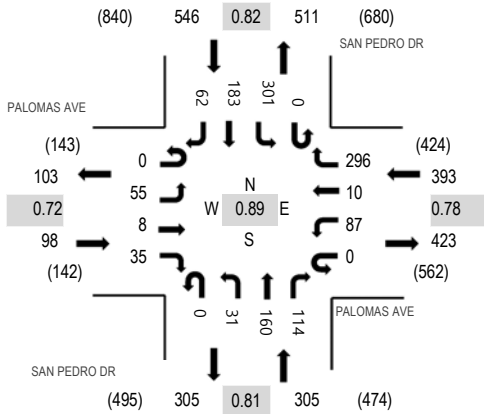 (840) 546 0.82 511 (680)
SAN PEDRO DR
62 183 301 0
PALOMAS AVE
(143) (424)
0 296
103 393
55 10
N
0.72 W 0.89 E 0.78
8 87
98 S 423
35 0
(142) (562)
0 31 160 114
PALOMAS AVE
SAN PEDRO DR
(495) 305 0.81 305 (474)